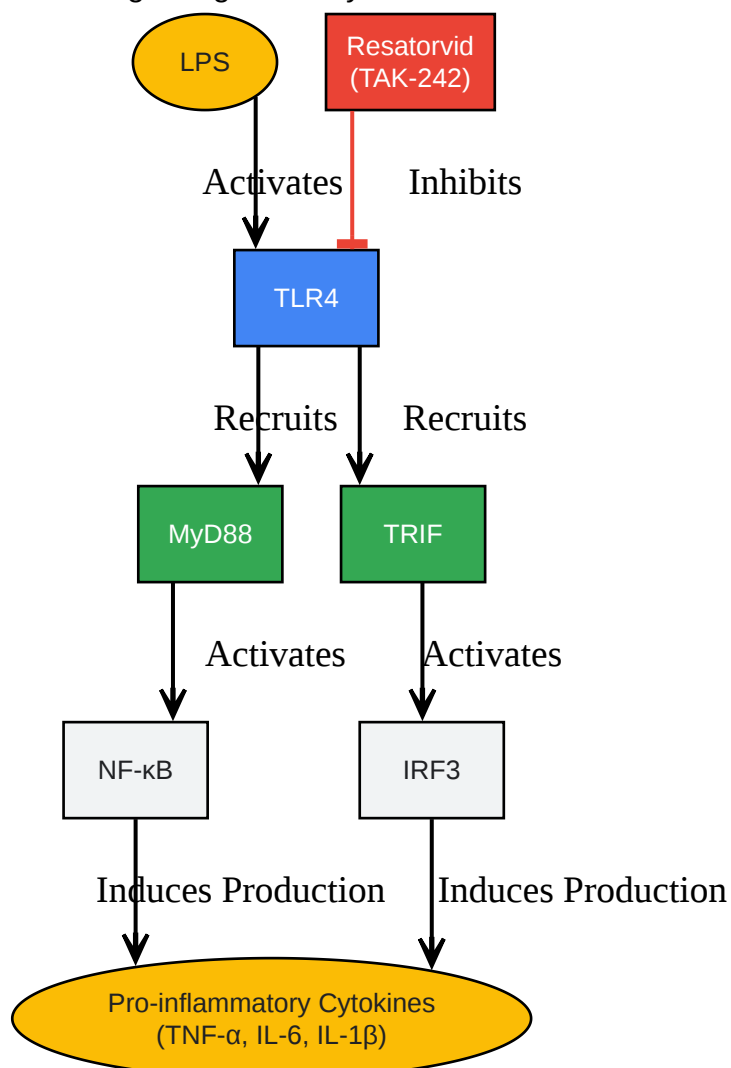 LPS
Resatorvid
(TAK-242)
Activates
Inhibits
TLR4
Recruits
Recruits
MyD88
TRIF
Activates
Activates
NF-κB
IRF3
Induces Production
Induces Production
Pro-inflammatory Cytokines
(TNF-α, IL-6, IL-1β)